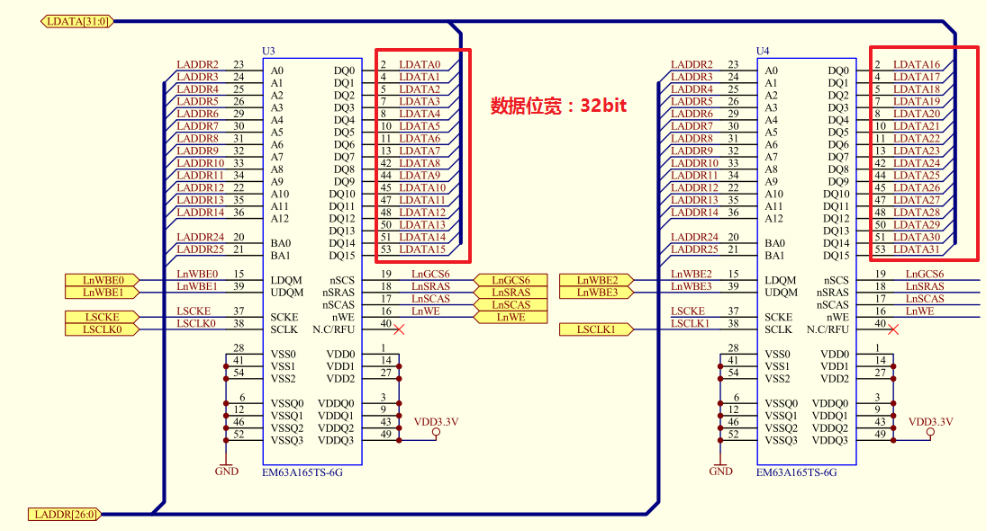 LDATA[31:0]
U3
LADDR2 23 A0 DQ0 2 LDATA0
LADDR3 24 A1 DQ1 4 LDATA1
LADDR4 25 A2 DQ2 5 LDATA2
LADDR5 26 A3 DQ3 7 LDATA3
LADDR6 29 A4 DQ4 8 LDATA4
LADDR7 30 A5 DQ5 10 LDATA5
LADDR8 31 A6 DQ6 11 LDATA6
LADDR9 32 A7 DQ7 13 LDATA7
LADDR10 33 A8 DQ8 42 LDATA8
LADDR11 34 A9 DQ9 44 LDATA9
LADDR12 22 A10 DQ10 45 LDATA10
LADDR13 35 A11 DQ11 47 LDATA11
LADDR14 36 A12 DQ12 48 LDATA12
DQ13 50 LDATA13
LADDR24 20 BA0 DQ14 51 LDATA14
LADDR25 21 BA1 DQ15 53 LDATA15
LnWBE0 LnWBE0 15 LDQM nSCS 19 LnGCS6 LnGCS6
LnWBE1 LnWBE1 39 UDQM nSRAS 18 LnSRAS LnSRAS
nSCAS 17 LnSCAS LnSCAS
LSCKE LSCKE 37 SCKE nWE 16 LnWE LnWE
LSCLK0 LSCLK0 38 SCLK N.C/RFU 40
28 VSS0 VDD0 1
41 VSS1 VDD1 14
54 VSS2 VDD2 27
6 VSSQ0 VDDQ0 3
12 VSSQ1 VDDQ1 9
46 VSSQ2 VDDQ2 43
52 VSSQ3 VDDQ3 49
VDD3.3V
GND
EM63A165TS-6G
数据位宽：32bit
U4
LADDR2 23 A0 DQ0 2 LDATA16
LADDR3 24 A1 DQ1 4 LDATA17
LADDR4 25 A2 DQ2 5 LDATA18
LADDR5 26 A3 DQ3 7 LDATA19
LADDR6 29 A4 DQ4 8 LDATA20
LADDR7 30 A5 DQ5 10 LDATA21
LADDR8 31 A6 DQ6 11 LDATA22
LADDR9 32 A7 DQ7 13 LDATA23
LADDR10 33 A8 DQ8 42 LDATA24
LADDR11 34 A9 DQ9 44 LDATA25
LADDR12 22 A10 DQ10 45 LDATA26
LADDR13 35 A11 DQ11 47 LDATA27
LADDR14 36 A12 DQ12 48 LDATA28
DQ13 50 LDATA29
LADDR24 20 BA0 DQ14 51 LDATA30
LADDR25 21 BA1 DQ15 53 LDATA31
LnWBE2 LnWBE2 15 LDQM nSCS 19 LnGCS6
LnWBE3 LnWBE3 39 UDQM nSRAS 18 LnSRAS
nSCAS 17 LnSCAS
LSCKE 37 SCKE nWE 16 LnWE
LSCLK1 LSCLK1 38 SCLK N.C/RFU 40
28 VSS0 VDD0 1
41 VSS1 VDD1 14
54 VSS2 VDD2 27
6 VSSQ0 VDDQ0 3
12 VSSQ1 VDDQ1 9
46 VSSQ2 VDDQ2 43
52 VSSQ3 VDDQ3 49
VDD3.3V
GND
EM63A165TS-6G
LADDR[26:0]